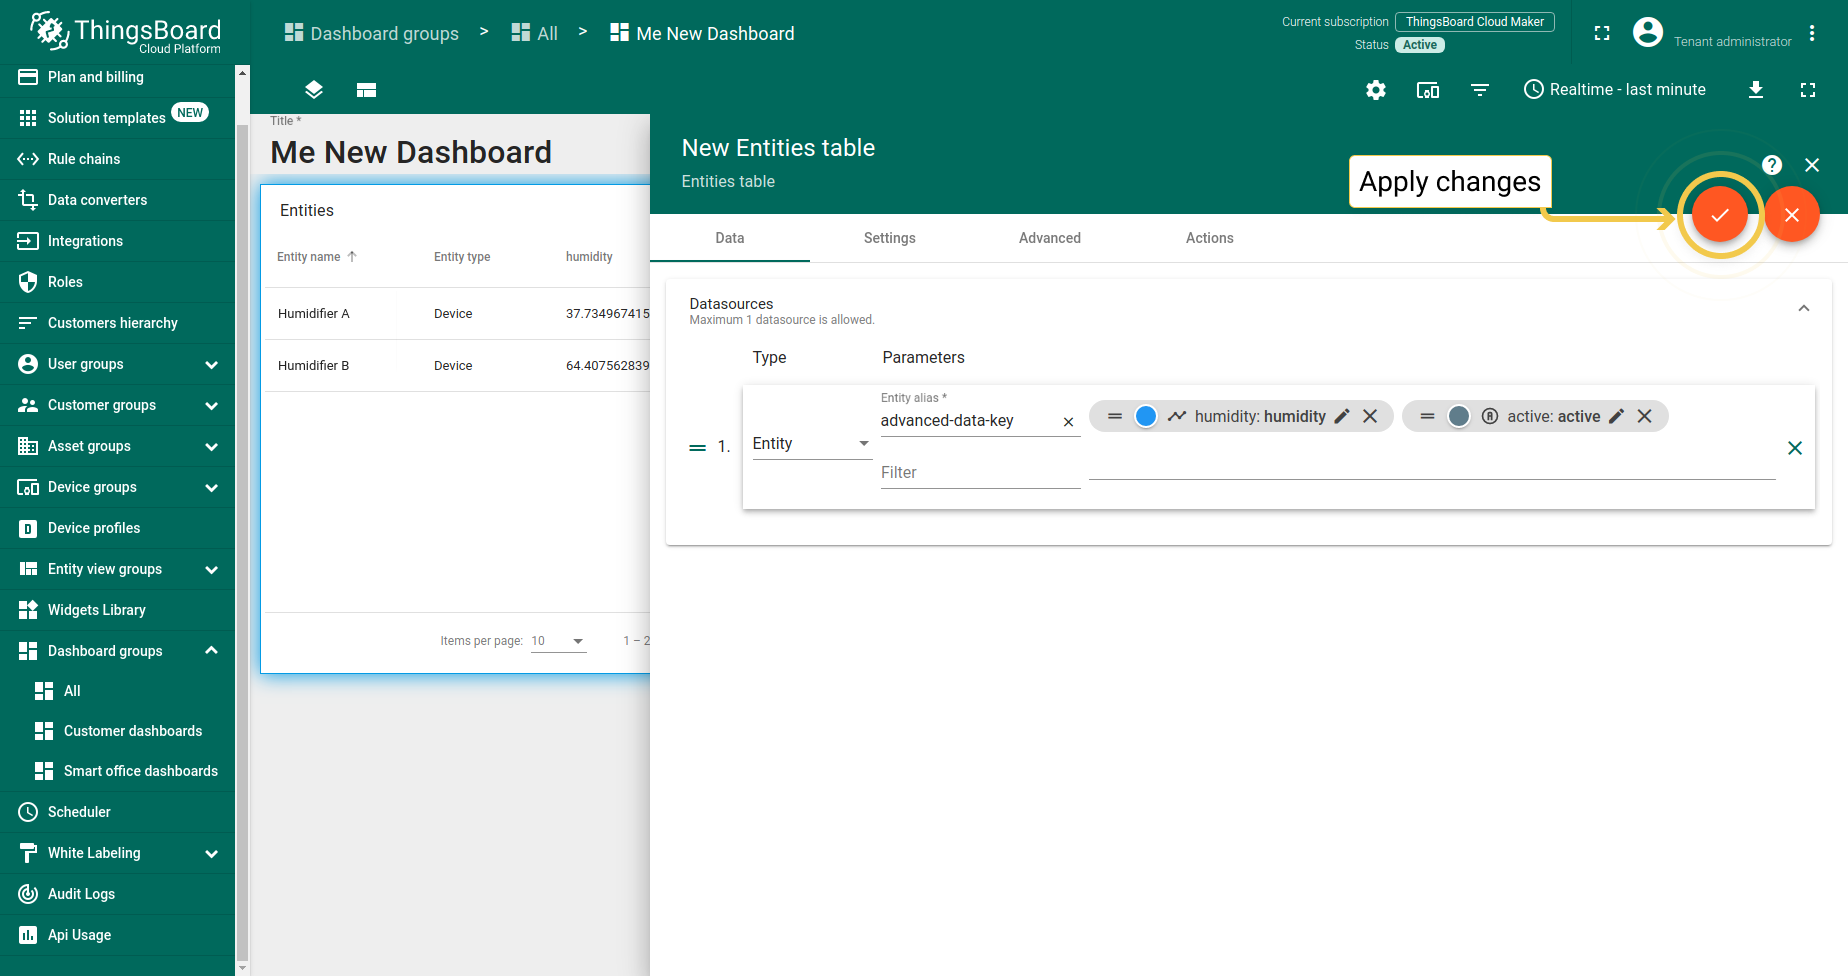 ThingsBoard
Cloud Platform
Plan and billing
Solution templates NEW
Rule chains
Data converters
Integrations
Roles
Customers hierarchy
User groups
Customer groups
Asset groups
Device groups
Device profiles
Entity view groups
Widgets Library
Dashboard groups
All
Customer dashboards
Smart office dashboards
Scheduler
White Labeling
Audit Logs
Api Usage
Dashboard groups > All > Me New Dashboard
Current subscription ThingsBoard Cloud Maker
Status Active
Tenant administrator
Realtime - last minute
Title *
Me New Dashboard
Entities
Entity name Entity type humidity
Humidifier A Device 37.734967415
Humidifier B Device 64.407562839
Items per page: 10 1 – 2
New Entities table
Entities table
Apply changes
Data Settings Advanced Actions
Datasources
Maximum 1 datasource is allowed.
Type Parameters
1.
Entity
Entity alias *
advanced-data-key
Filter
humidity: humidity
active: active